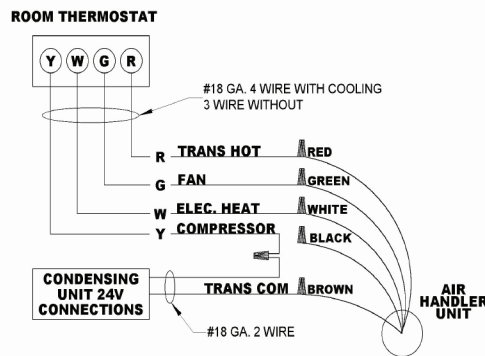 ROOM THERMOSTAT
Y W G R
#18 GA. 4 WIRE WITH COOLING
3 WIRE WITHOUT
R TRANS HOT RED
G FAN GREEN
W ELEC. HEAT WHITE
Y COMPRESSOR
BLACK
CONDENSING
UNIT 24V
CONNECTIONS
TRANS COM BROWN
AIR
HANDLER
UNIT
#18 GA. 2 WIRE